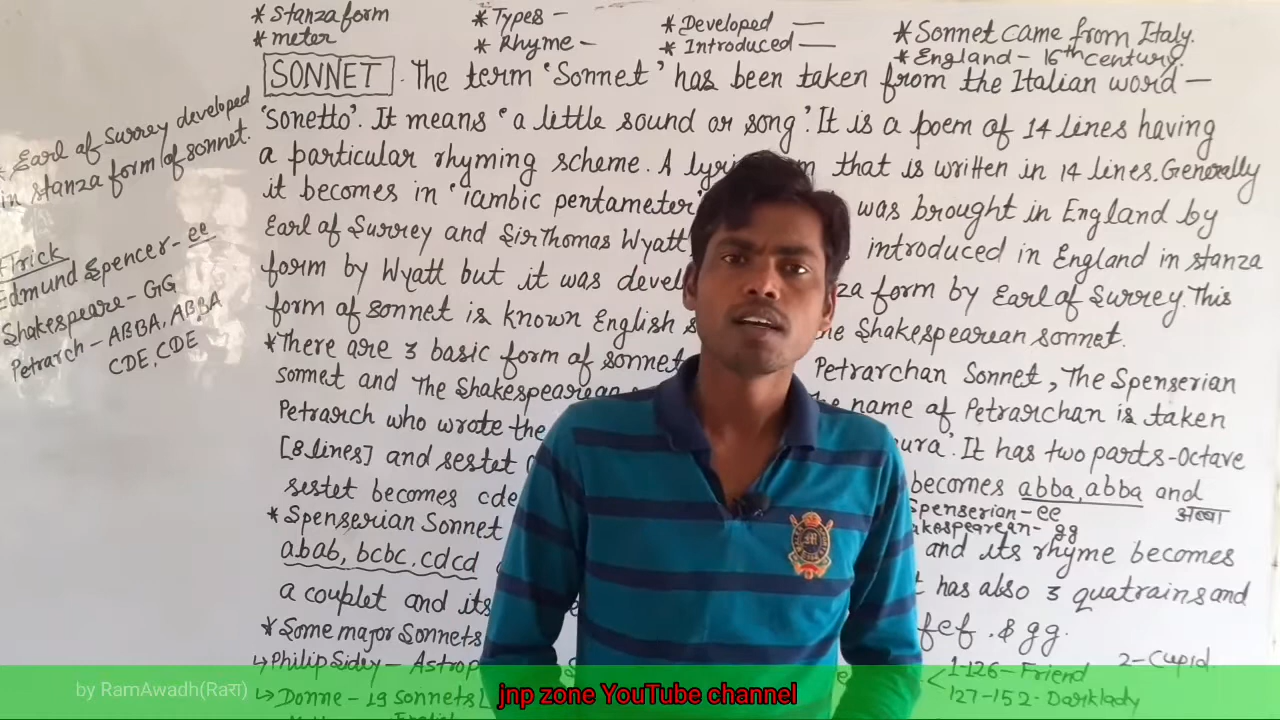 * Stanza form
* meter
* Types -
* Rhyme -
* Developed —
* Introduced —
* Sonnet came from Italy.
* England - 16th century.
* Earl of Surrey developed
in stanza form of sonnet.
Trick
Edmund Spencer - ee
Shakespeare - GG
Petrarch - ABBA, ABBA
CDE, CDE
SONNET. The term 'Sonnet' has been taken from the Italian word —
'Sonetto'. It means 'a little sound or song'. It is a poem of 14 lines having
a particular rhyming scheme. A lyric that is written in 14 lines. Generally
it becomes in 'iambic pentameter' was brought in England by
Earl of Surrey and Sir Thomas Wyatt introduced in England in stanza
form by Wyatt but it was form by Earl of Surrey. This
form of sonnet is known English Shakespearean sonnet.
* There are 3 basic form of sonnet Petrarchan Sonnet, The Spenserian
sonnet and The name of Petrarchan is taken
Petrarch who wrote the It has two parts - Octave
[8 lines] and sestet becomes abba, abba and
अब्बा
sestet becomes cde
Spenserian - ee
gg
* Spenserian Sonnet and its rhyme becomes
abab, bcbc, cdcd has also 3 quatrains and
a couplet and its fef. & gg.
* Some major Sonnets
↳ Philip Sidey - 
1-126 - Friend
2 - Cupid
↳ Donne - 19 Sonnets
127-152 - Dark lady
by RamAwadh(Rara)
jnp zone YouTube channel